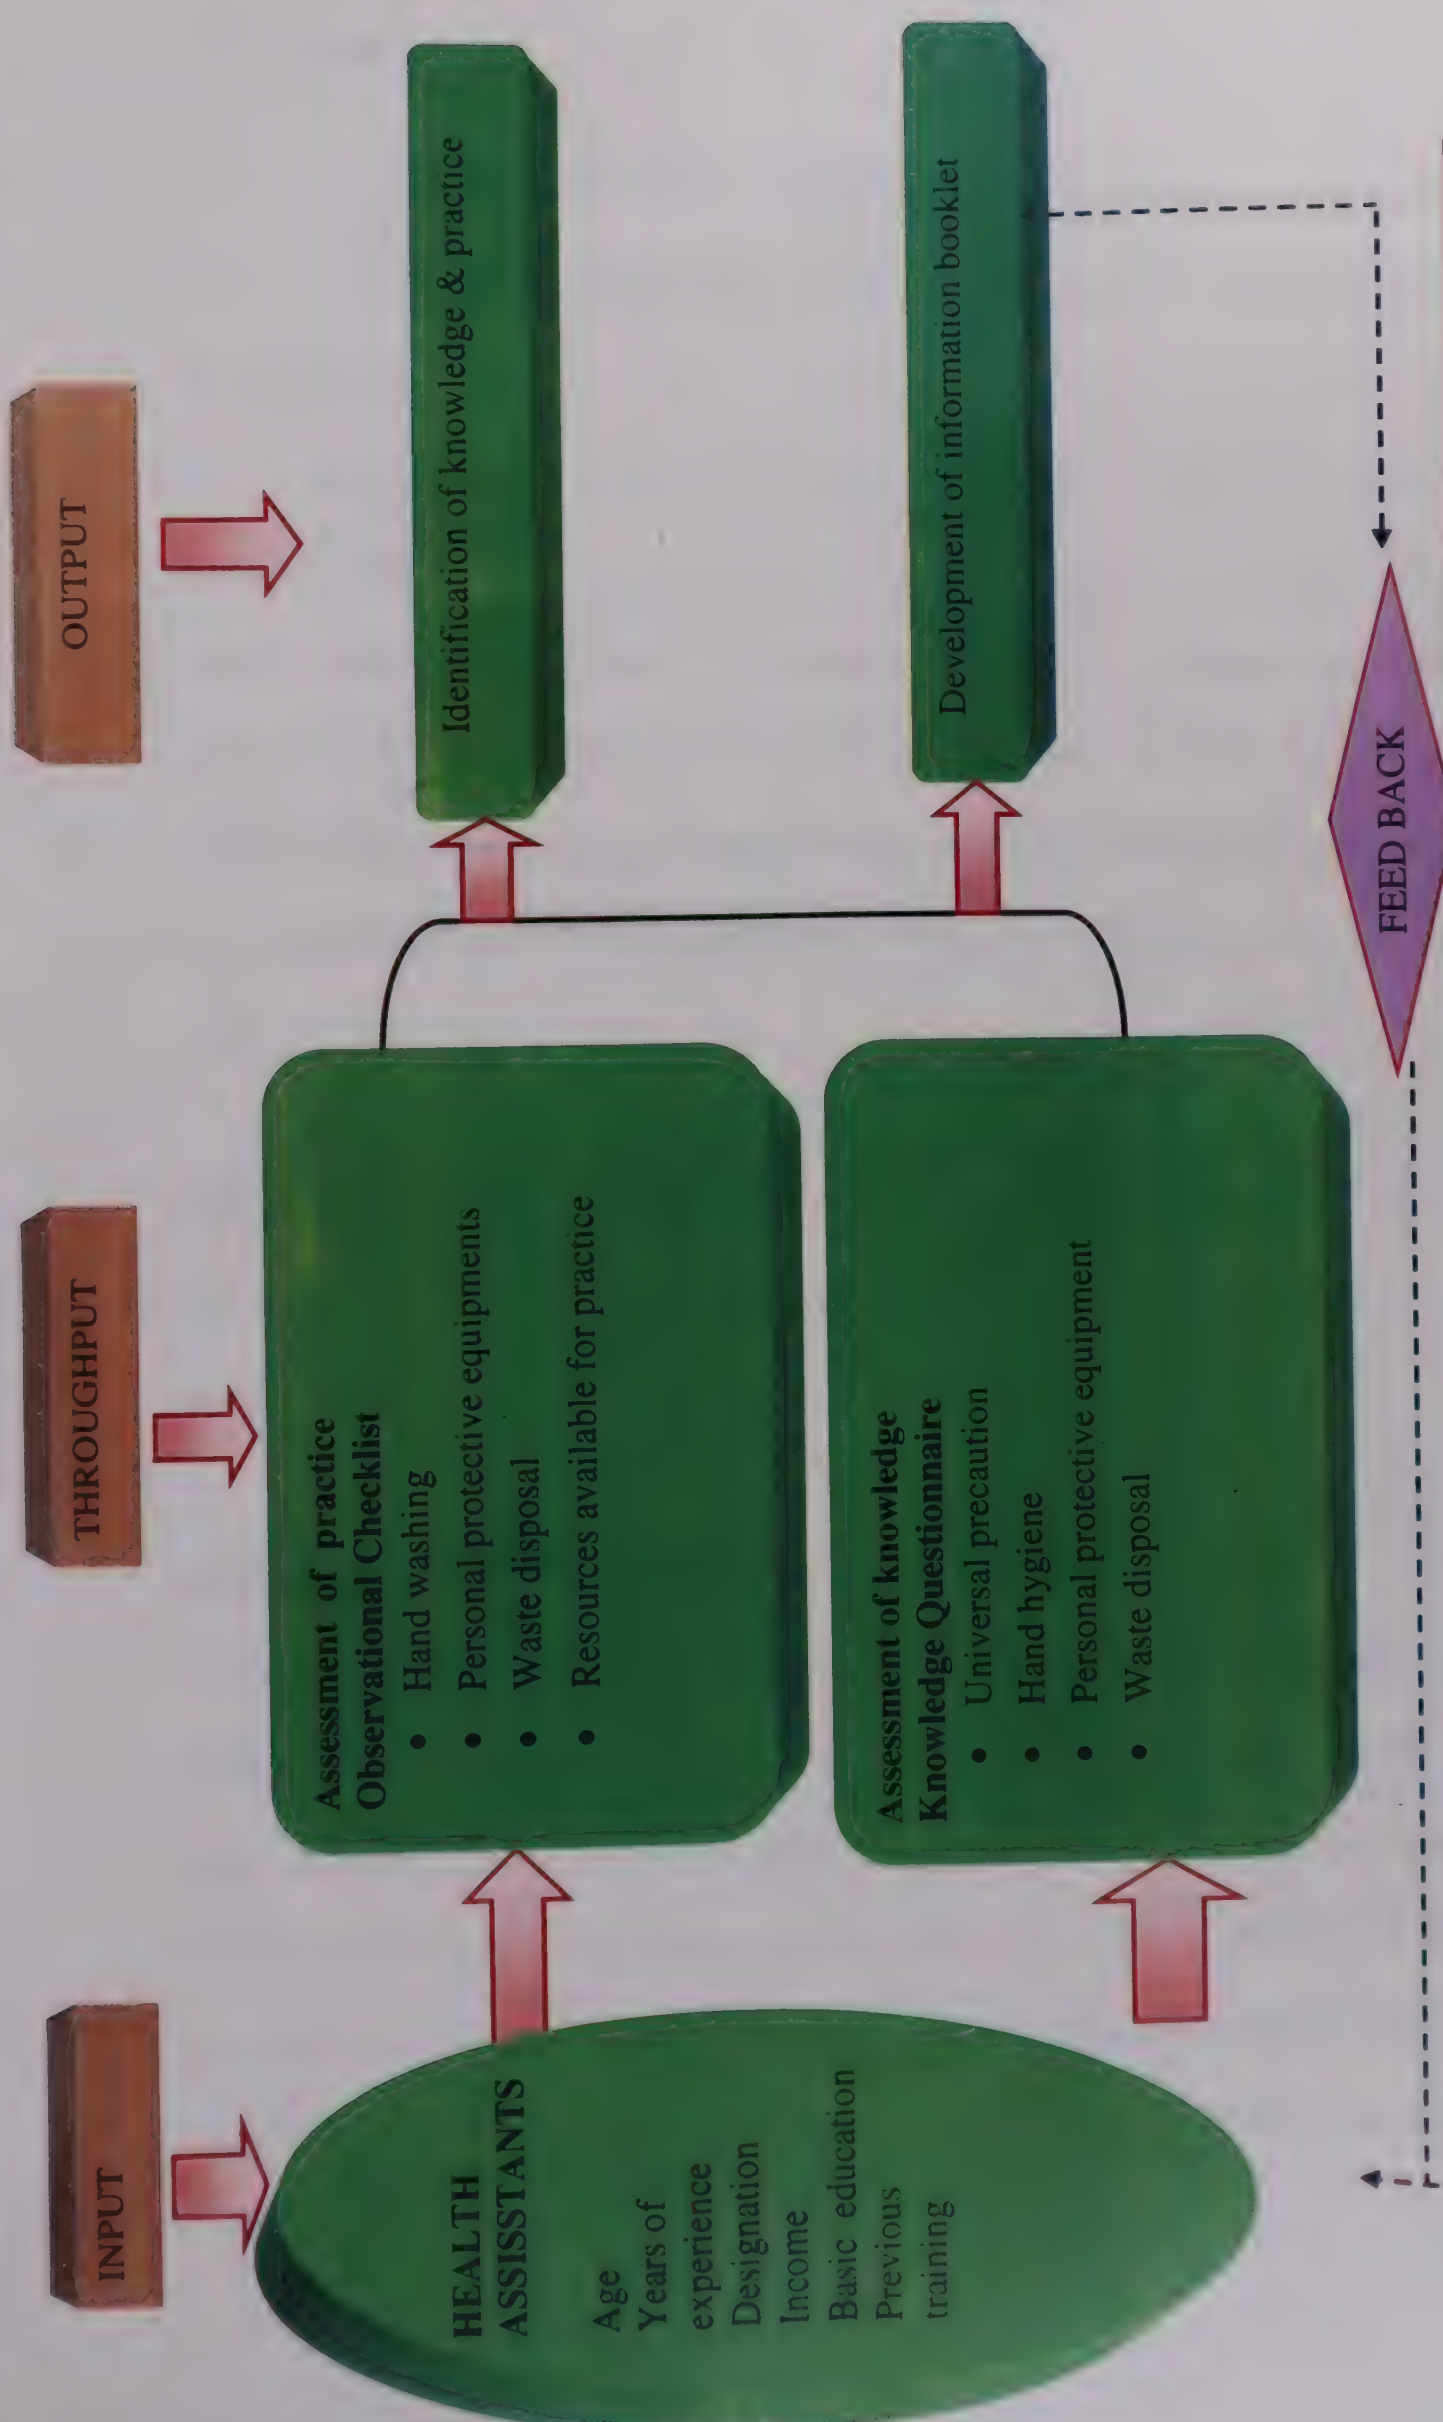 INPUT
THROUGHPUT
OUTPUT
HEALTH
ASSISSTANTS
Age
Years of
experience
Designation
Income
Basic education
Previous
training
Assessment of practice
Observational Checklist
• Hand washing
• Personal protective equipments
• Waste disposal
• Resources available for practice
Assessment of knowledge
Knowledge Questionnaire
• Universal precaution
• Hand hygiene
• Personal protective equipment
• Waste disposal
Identification of knowledge & practice
Development of information booklet
FEED BACK